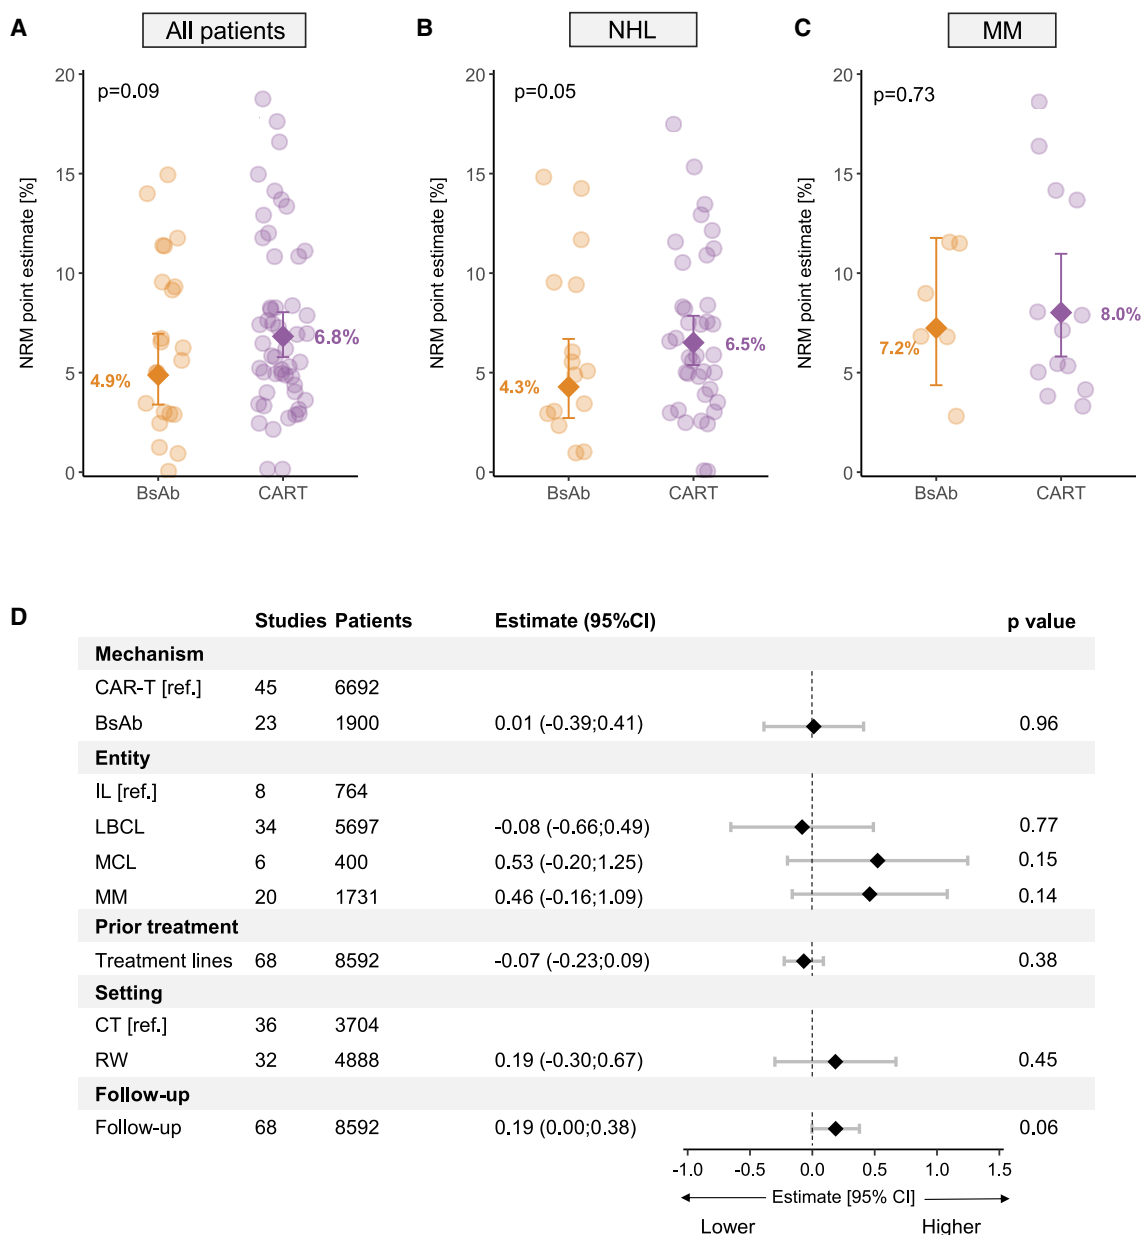 A All patients B NHL C MM
20 20 20
p=0.09 p=0.05 p=0.73
15 15 15
NRM point estimate [%] NRM point estimate [%] NRM point estimate [%]
10 10 10
6.8% 6.5% 8.0%
5 5 5
4.9% 4.3% 7.2%
0 0 0
BsAb CART BsAb CART BsAb CART
D Studies Patients Estimate (95%CI) p value
Mechanism
CAR-T [ref.] 45 6692
BsAb 23 1900 0.01 (-0.39;0.41) 0.96
Entity
IL [ref.] 8 764
LBCL 34 5697 -0.08 (-0.66;0.49) 0.77
MCL 6 400 0.53 (-0.20;1.25) 0.15
MM 20 1731 0.46 (-0.16;1.09) 0.14
Prior treatment
Treatment lines 68 8592 -0.07 (-0.23;0.09) 0.38
Setting
CT [ref.] 36 3704
RW 32 4888 0.19 (-0.30;0.67) 0.45
Follow-up
Follow-up 68 8592 0.19 (0.00;0.38) 0.06
-1.0 -0.5 0.0 0.5 1.0 1.5
Estimate [95% CI]
Lower Higher